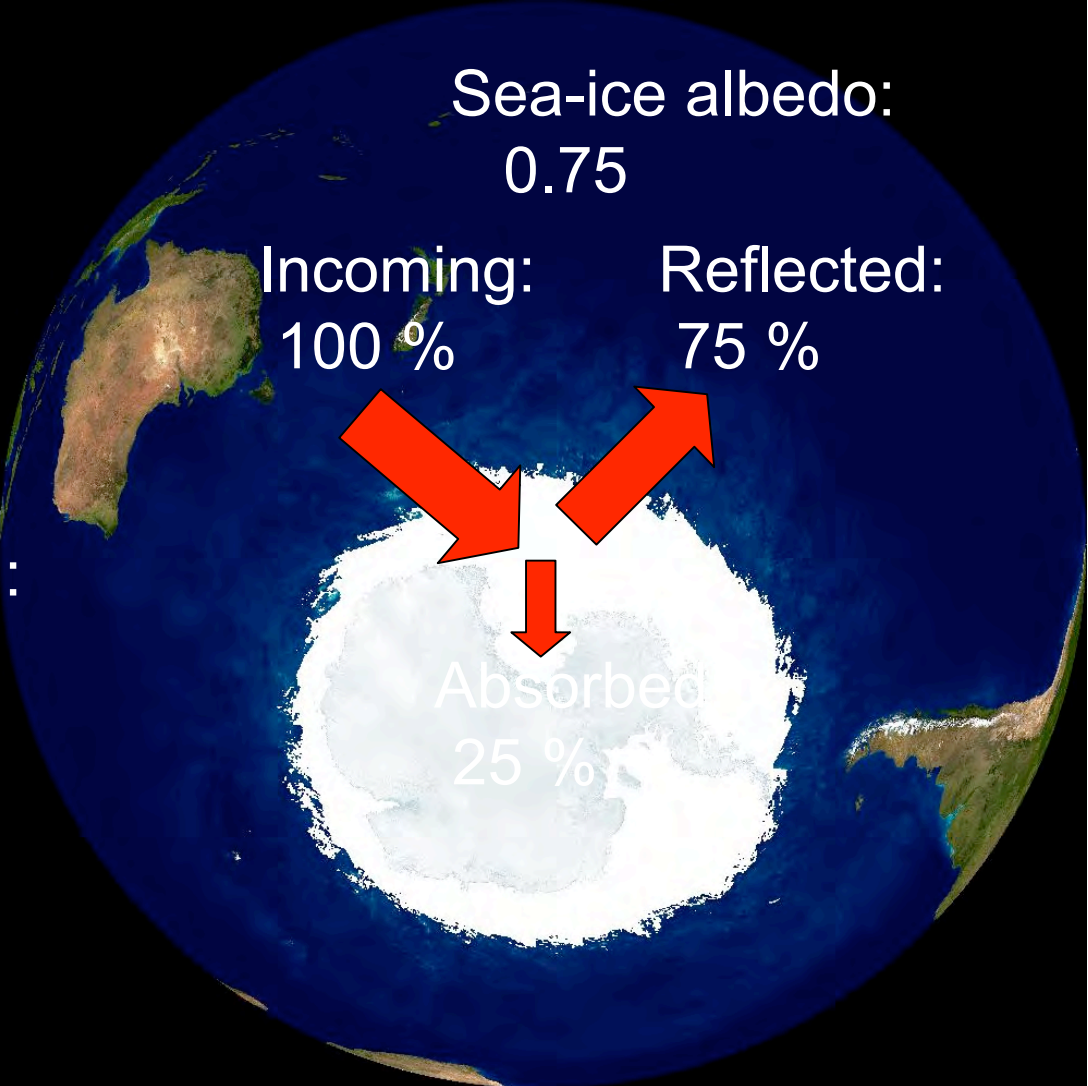 Sea-ice albedo:
0.75
Incoming:
100 %
Reflected:
75 %
:
Absorbed
25 %